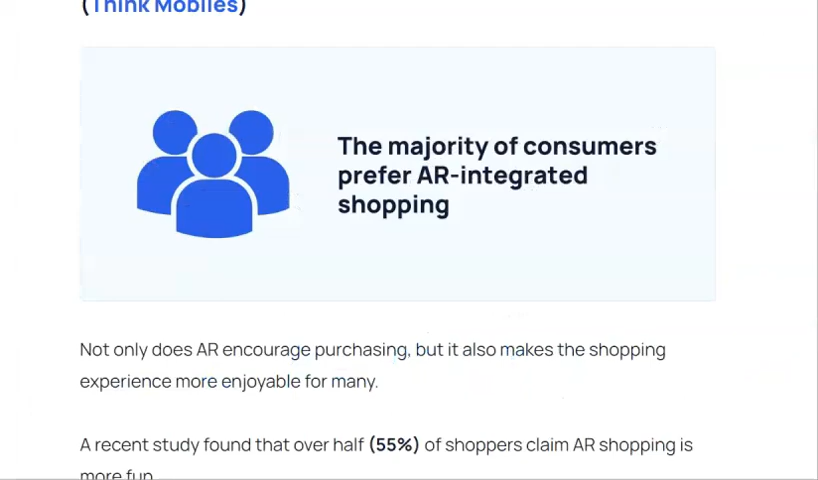 (Think Mobiles)
The majority of consumers
prefer AR-integrated
shopping
Not only does AR encourage purchasing, but it also makes the shopping
experience more enjoyable for many.
A recent study found that over half (55%) of shoppers claim AR shopping is
more fun